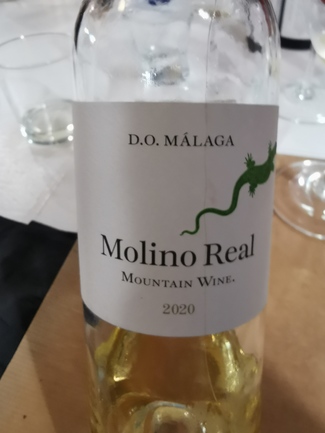 D.O. MÁLAGA
Molino Real
MOUNTAIN WINE.
2020